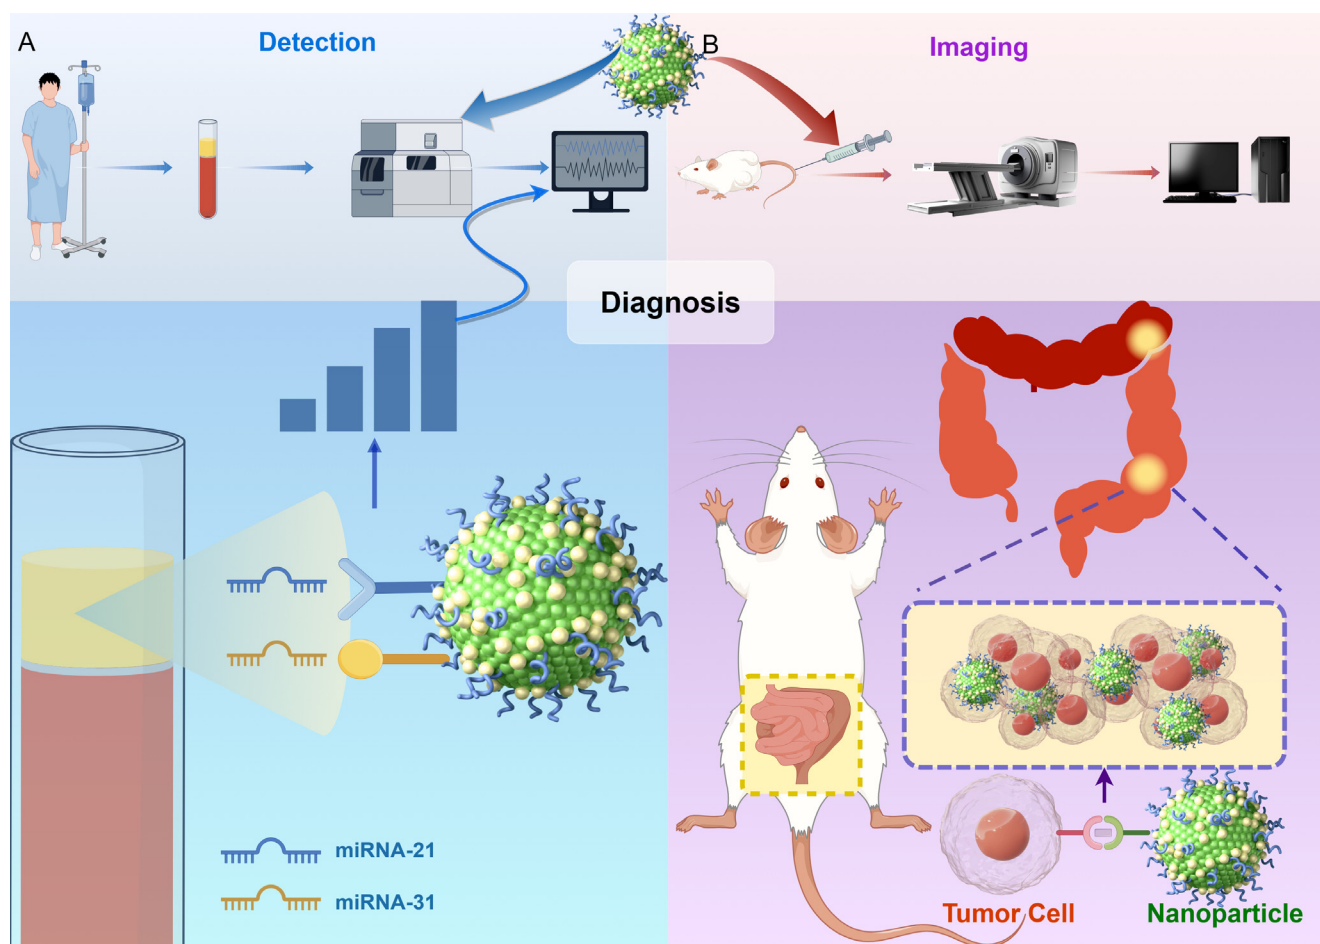 A
Detection
B
Imaging
Diagnosis
miRNA-21
miRNA-31
Tumor Cell
Nanoparticle